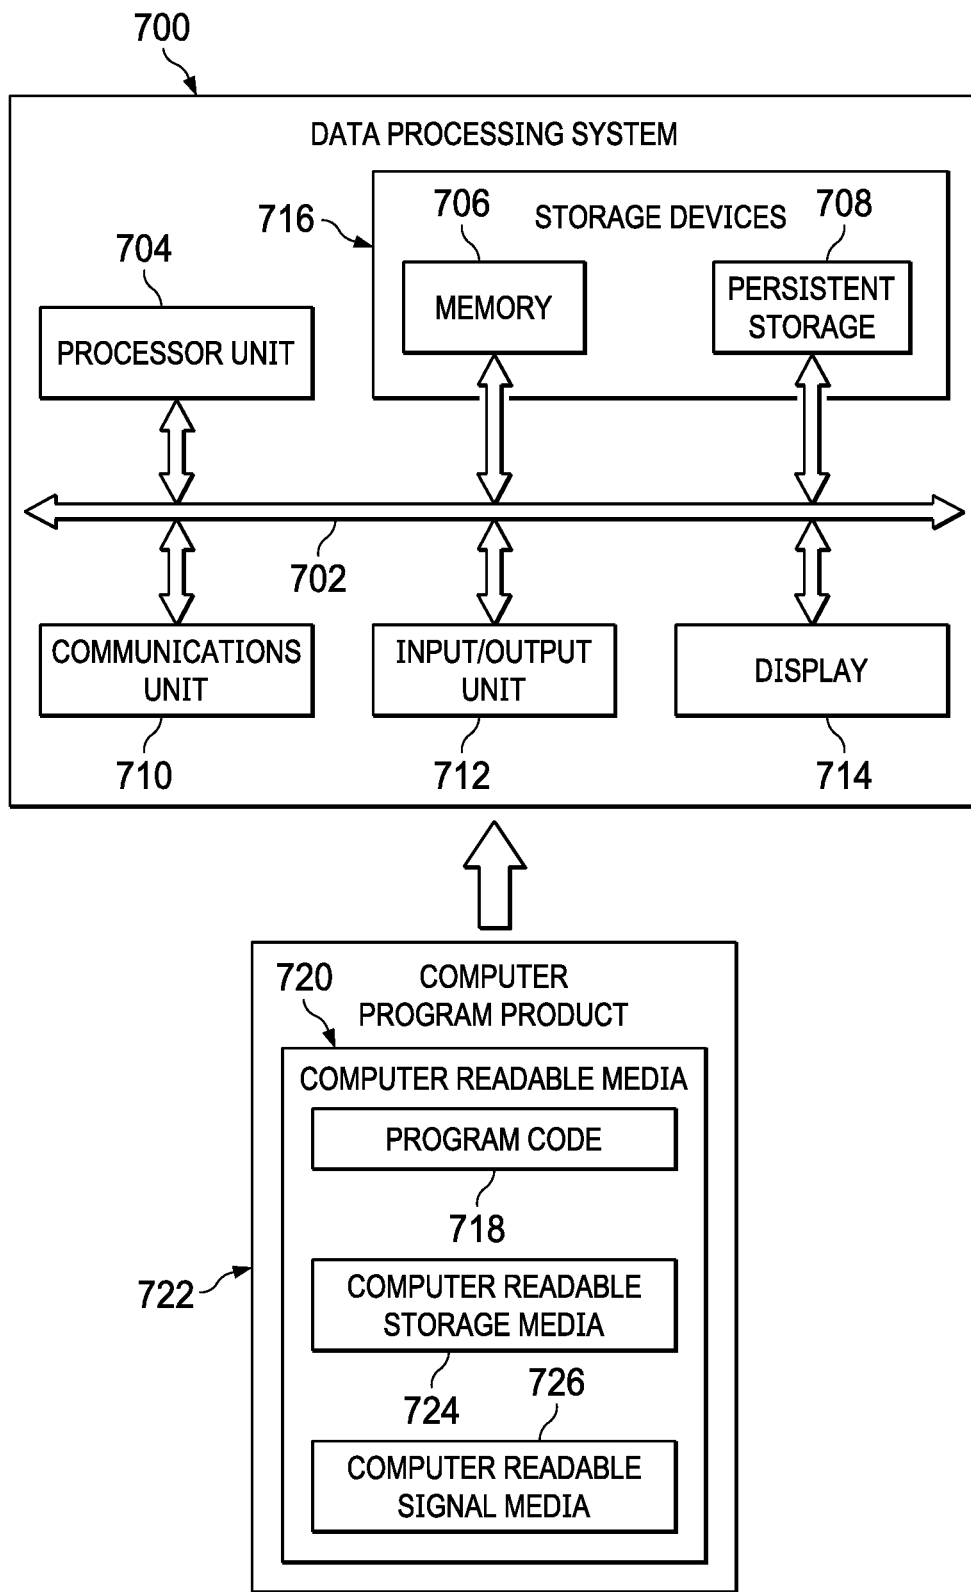 700
DATA PROCESSING SYSTEM
716
706
STORAGE DEVICES
708
704
MEMORY
PERSISTENT
STORAGE
PROCESSOR UNIT
702
COMMUNICATIONS
UNIT
INPUT/OUTPUT
UNIT
DISPLAY
710
712
714
720
COMPUTER
PROGRAM PRODUCT
COMPUTER READABLE MEDIA
PROGRAM CODE
718
722
COMPUTER READABLE
STORAGE MEDIA
724
726
COMPUTER READABLE
SIGNAL MEDIA